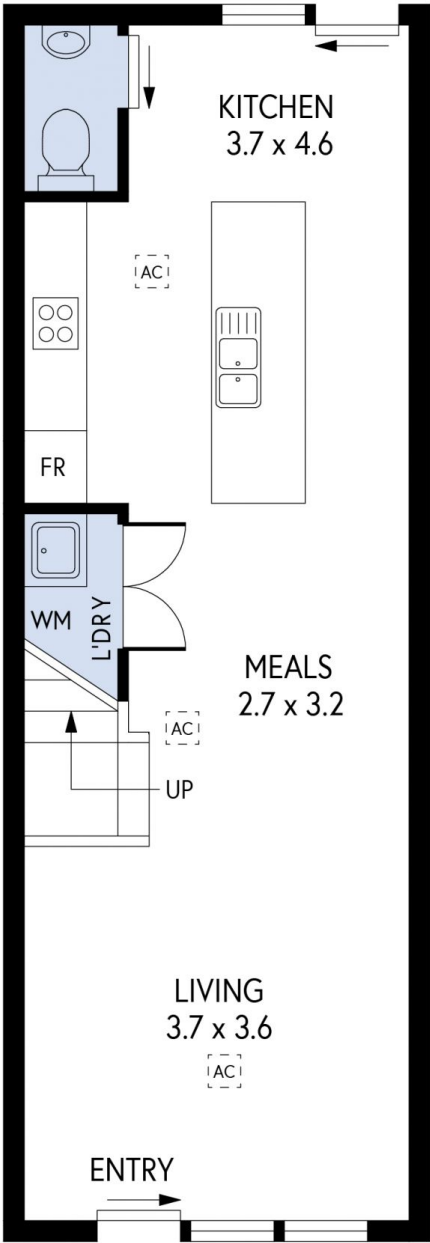 KITCHEN
3.7 x 4.6
AC
FR
WM
L'DRY
MEALS
2.7 x 3.2
AC
UP
LIVING
3.7 x 3.6
AC
ENTRY